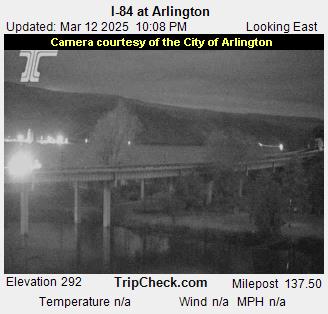 I-84 at Arlington
Updated: Mar 12 2025 10:08 PM Looking East
Camera courtesy of the City of Arlington
Elevation 292 TripCheck.com Milepost 137.50
Temperature n/a Wind n/a MPH n/a